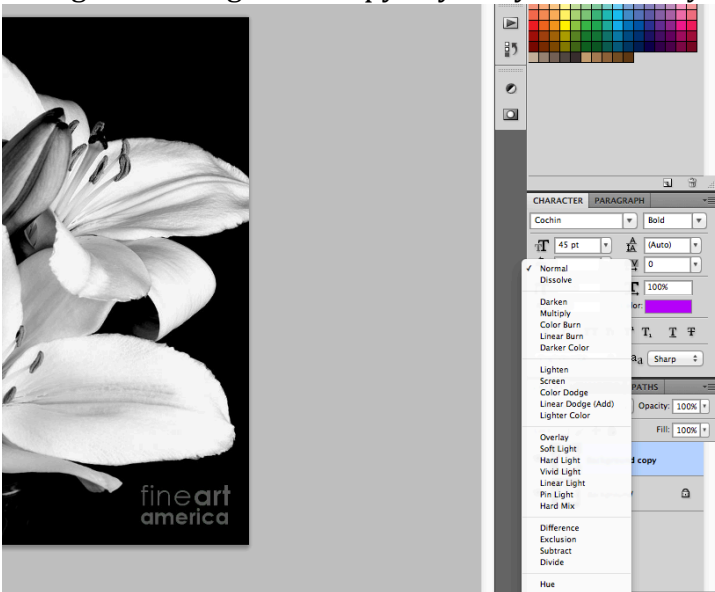 fineart
america
CHARACTER PARAGRAPH
Cochin Bold
45 pt (Auto)
0
100%
Sharp
PATHS
Opacity: 100%
Fill: 100%
copy
✓ Normal
Dissolve
Darken
Multiply
Color Burn
Linear Burn
Darker Color
Lighten
Screen
Color Dodge
Linear Dodge (Add)
Lighter Color
Overlay
Soft Light
Hard Light
Vivid Light
Linear Light
Pin Light
Hard Mix
Difference
Exclusion
Subtract
Divide
Hue